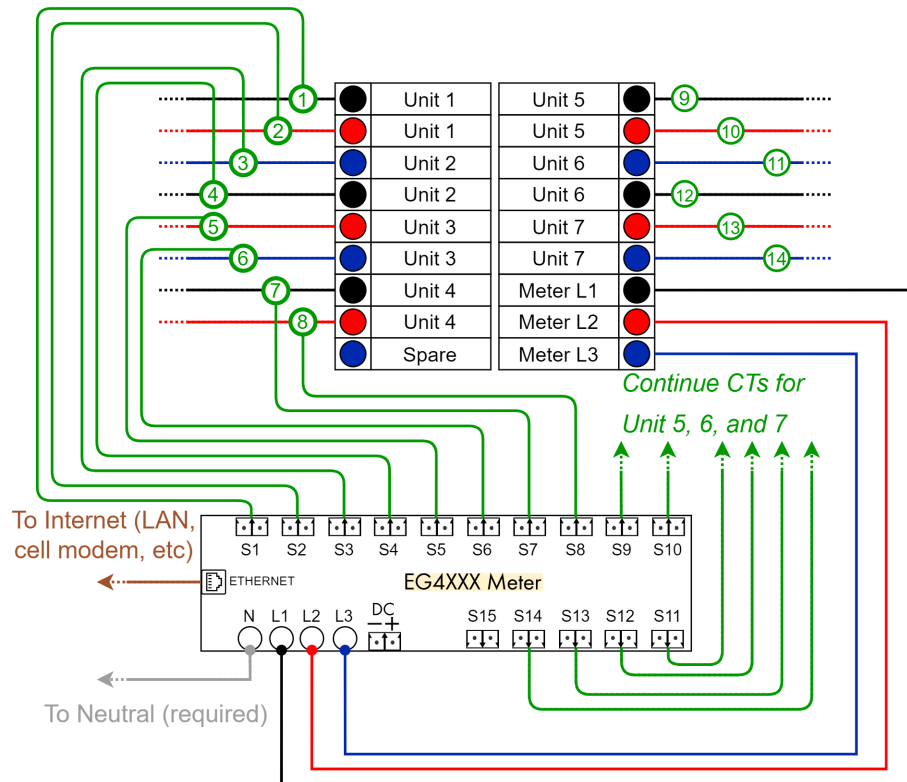 1 Unit 1 Unit 5 9
2 Unit 1 Unit 5 10
3 Unit 2 Unit 6 11
4 Unit 2 Unit 6 12
5 Unit 3 Unit 7 13
6 Unit 3 Unit 7 14
7 Unit 4 Meter L1
8 Unit 4 Meter L2
Spare Meter L3
Continue CTs for
Unit 5, 6, and 7
To Internet (LAN,
cell modem, etc)
S1 S2 S3 S4 S5 S6 S7 S8 S9 S10
ETHERNET
EG4XXX Meter
N L1 L2 L3 DC
− +
S15 S14 S13 S12 S11
To Neutral (required)